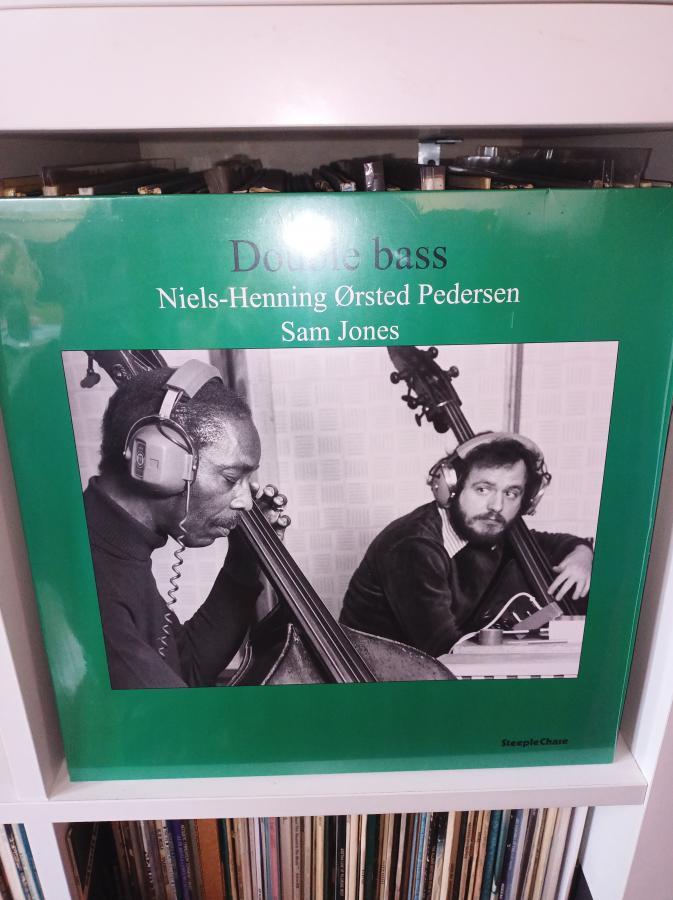 Double bass
Niels-Henning Ørsted Pedersen
Sam Jones
SteepleChase